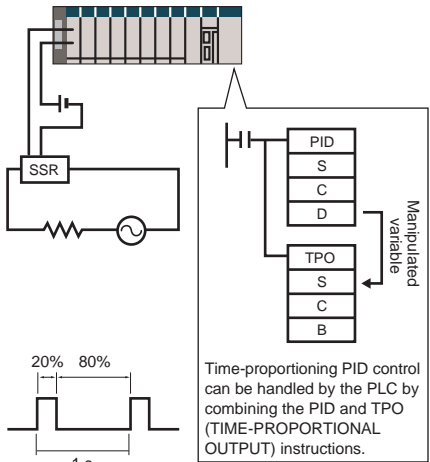 SSR
PID
S
C
D
Manipulated
variable
TPO
S
C
B
Time-proportioning PID control
can be handled by the PLC by
combining the PID and TPO
(TIME-PROPORTIONAL
OUTPUT) instructions.
20% 80%